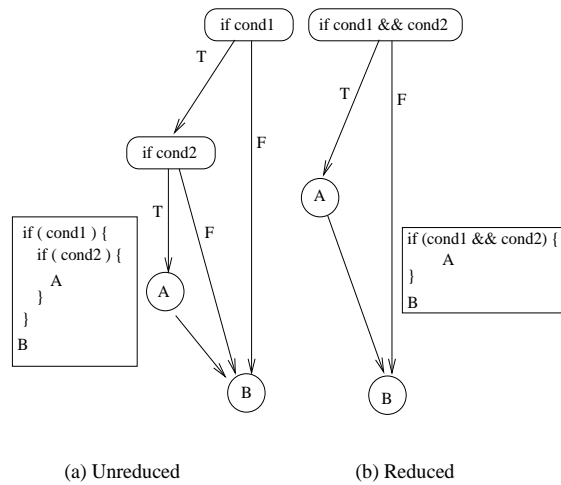 if cond1
T
F
if cond2
T
F
A
B
if ( cond1 ) {
if ( cond2 ) {
A
}
}
B
(a) Unreduced
if cond1 && cond2
T
F
A
B
if (cond1 && cond2) {
A
}
B
(b) Reduced